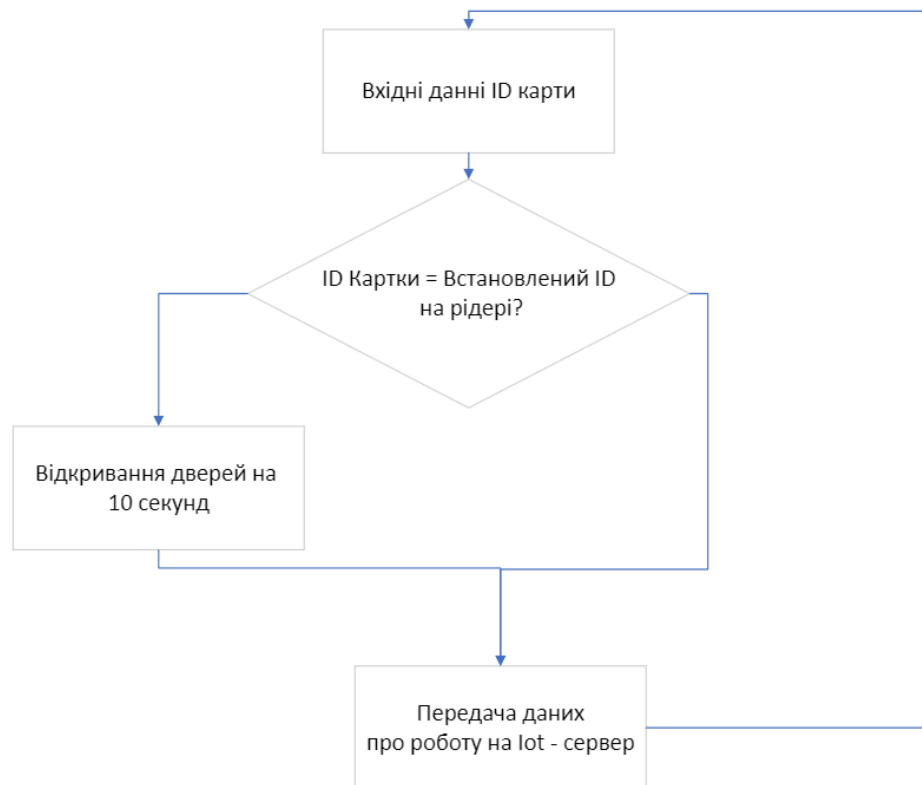 Вхідні данні ID карти
ID Картки = Встановлений ID
на рідері?
Відкривання дверей на
10 секунд
Передача даних
про роботу на Iot - сервер